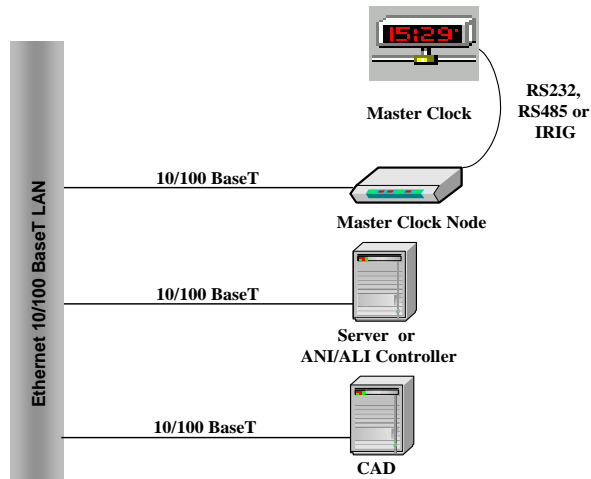 15:29
Master Clock
RS232,
RS485 or
IRIG
10/100 BaseT
Master Clock Node
10/100 BaseT
Server or
ANI/ALI Controller
10/100 BaseT
CAD
Ethernet 10/100 BaseT LAN